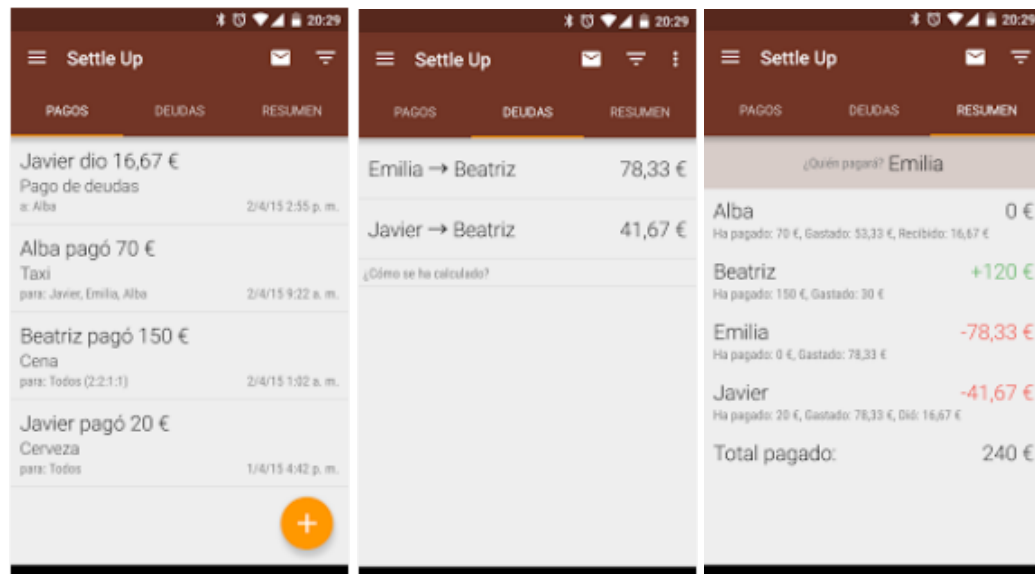 20:29
Settle Up
PAGOS DEUDAS RESUMEN
Javier dio 16,67 €
Pago de deudas
a: Alba 2/4/15 2:55 p. m.
Alba pagó 70 €
Taxi
para: Javier, Emilia, Alba 2/4/15 9:22 a. m.
Beatriz pagó 150 €
Cena
para: Todos (2:2:1:1) 2/4/15 1:02 a. m.
Javier pagó 20 €
Cerveza
para: Todos 1/4/15 4:42 p. m.
+
20:29
Settle Up
PAGOS DEUDAS RESUMEN
Emilia → Beatriz 78,33 €
Javier → Beatriz 41,67 €
¿Cómo se ha calculado?
20:29
Settle Up
PAGOS DEUDAS RESUMEN
¿Quién pagará? Emilia
Alba 0 €
Ha pagado: 70 €, Gastado: 53,33 €, Recibido: 16,67 €
Beatriz +120 €
Ha pagado: 150 €, Gastado: 30 €
Emilia -78,33 €
Ha pagado: 0 €, Gastado: 78,33 €
Javier -41,67 €
Ha pagado: 20 €, Gastado: 78,33 €, Dió: 16,67 €
Total pagado: 240 €